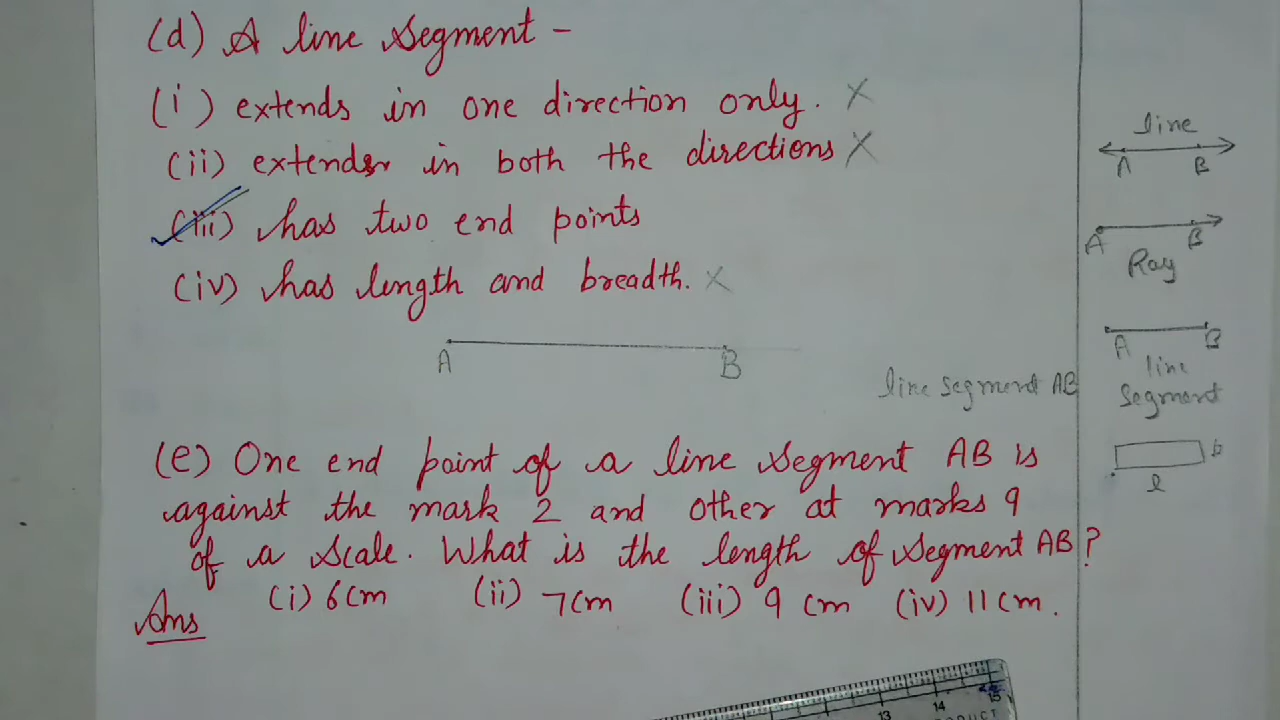 (d) A line segment -
(i) extends in one direction only. X
(ii) extends in both the directions X
(iii) has two end points
(iv) has length and breadth. X
A B
line segment AB
(e) One end point of a line segment AB is
against the mark 2 and other at marks 9
of a scale. What is the length of segment AB?
(i) 6cm (ii) 7cm (iii) 9 cm (iv) 11cm.
Ans
line
A B
A B
Ray
A B
line
segment
b
l
13 14 15